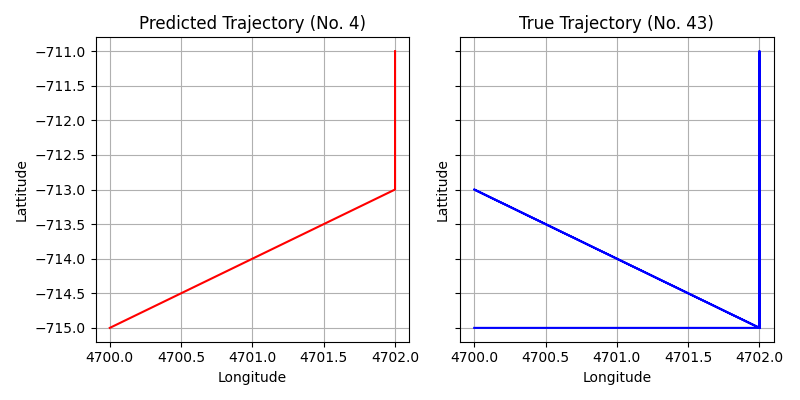 Predicted Trajectory (No. 4)
True Trajectory (No. 43)
−711.0
−711.5
−712.0
−712.5
−713.0
−713.5
−714.0
−714.5
−715.0
Lattitude
Lattitude
4700.0 4700.5 4701.0 4701.5 4702.0
4700.0 4700.5 4701.0 4701.5 4702.0
Longitude
Longitude